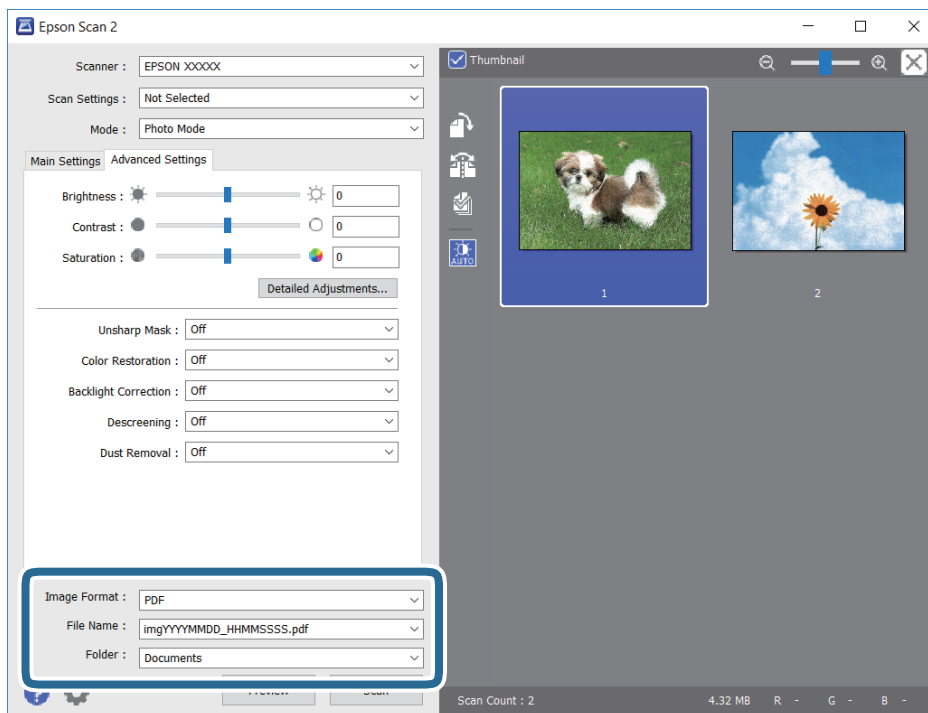 Epson Scan 2
Scanner : EPSON XXXXX
Scan Settings : Not Selected
Mode : Photo Mode
Main Settings Advanced Settings
Brightness : 0
Contrast : 0
Saturation : 0
Detailed Adjustments...
Unsharp Mask : Off
Color Restoration : Off
Backlight Correction : Off
Descreening : Off
Dust Removal : Off
Image Format : PDF
File Name : imgYYYYMMDD_HHMMSSSS.pdf
Folder : Documents
? Preview Scan
Thumbnail
AUTO
1 2
Scan Count : 2 4.32 MB R - G - B -